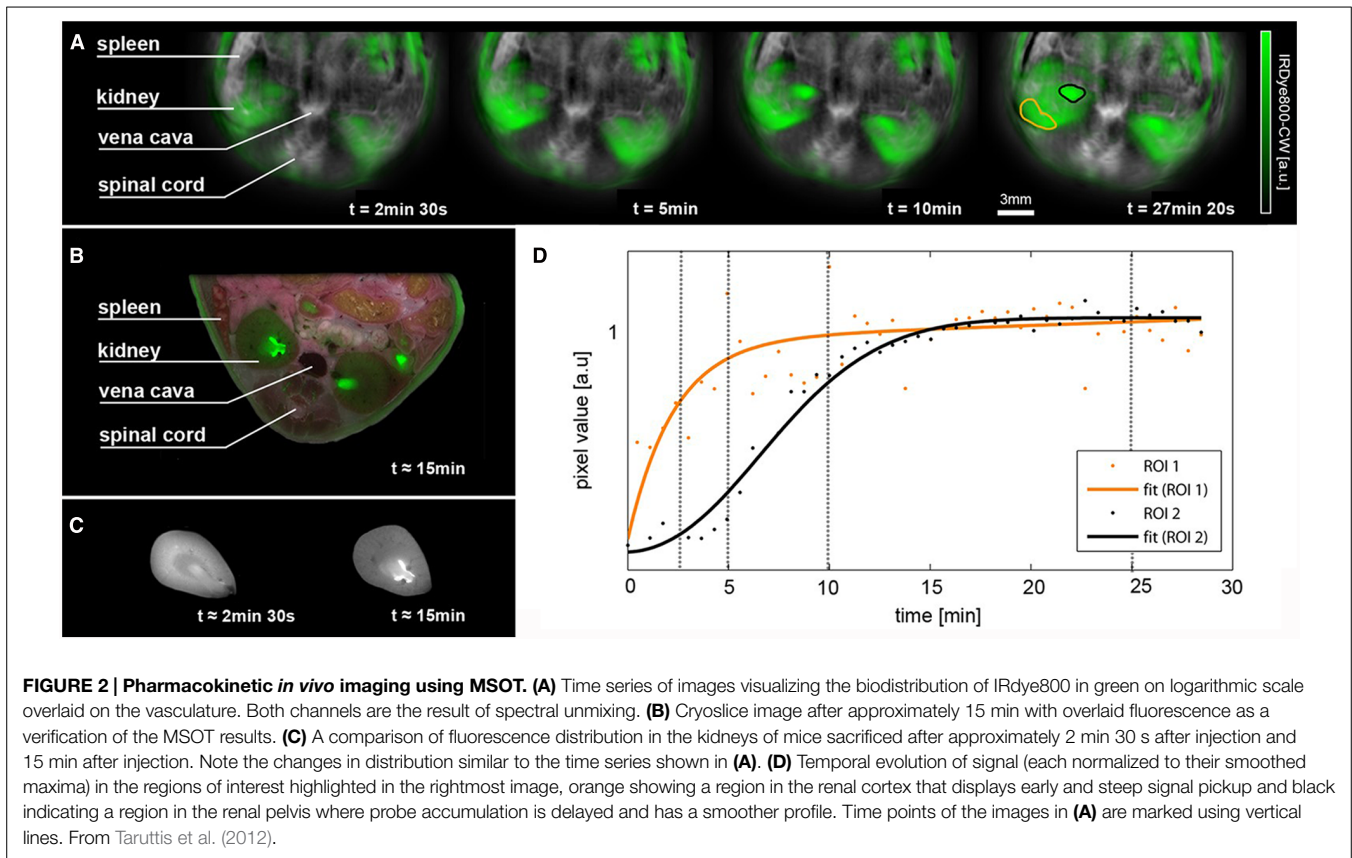 A
spleen
kidney
vena cava
spinal cord
t = 2min 30s
t = 5min
t = 10min
3mm
t = 27min 20s
IRDye800-CW [a.u.]
B
spleen
kidney
vena cava
spinal cord
t ≈ 15min
C
t ≈ 2min 30s
t ≈ 15min
D
1
pixel value [a.u]
ROI 1
fit (ROI 1)
ROI 2
fit (ROI 2)
0 5 10 15 20 25 30
time [min]
FIGURE 2 | Pharmacokinetic in vivo imaging using MSOT. (A) Time series of images visualizing the biodistribution of IRdye800 in green on logarithmic scale
overlaid on the vasculature. Both channels are the result of spectral unmixing. (B) Cryoslice image after approximately 15 min with overlaid fluorescence as a
verification of the MSOT results. (C) A comparison of fluorescence distribution in the kidneys of mice sacrificed after approximately 2 min 30 s after injection and
15 min after injection. Note the changes in distribution similar to the time series shown in (A). (D) Temporal evolution of signal (each normalized to their smoothed
maxima) in the regions of interest highlighted in the rightmost image, orange showing a region in the renal cortex that displays early and steep signal pickup and black
indicating a region in the renal pelvis where probe accumulation is delayed and has a smoother profile. Time points of the images in (A) are marked using vertical
lines. From Taruttis et al. (2012).